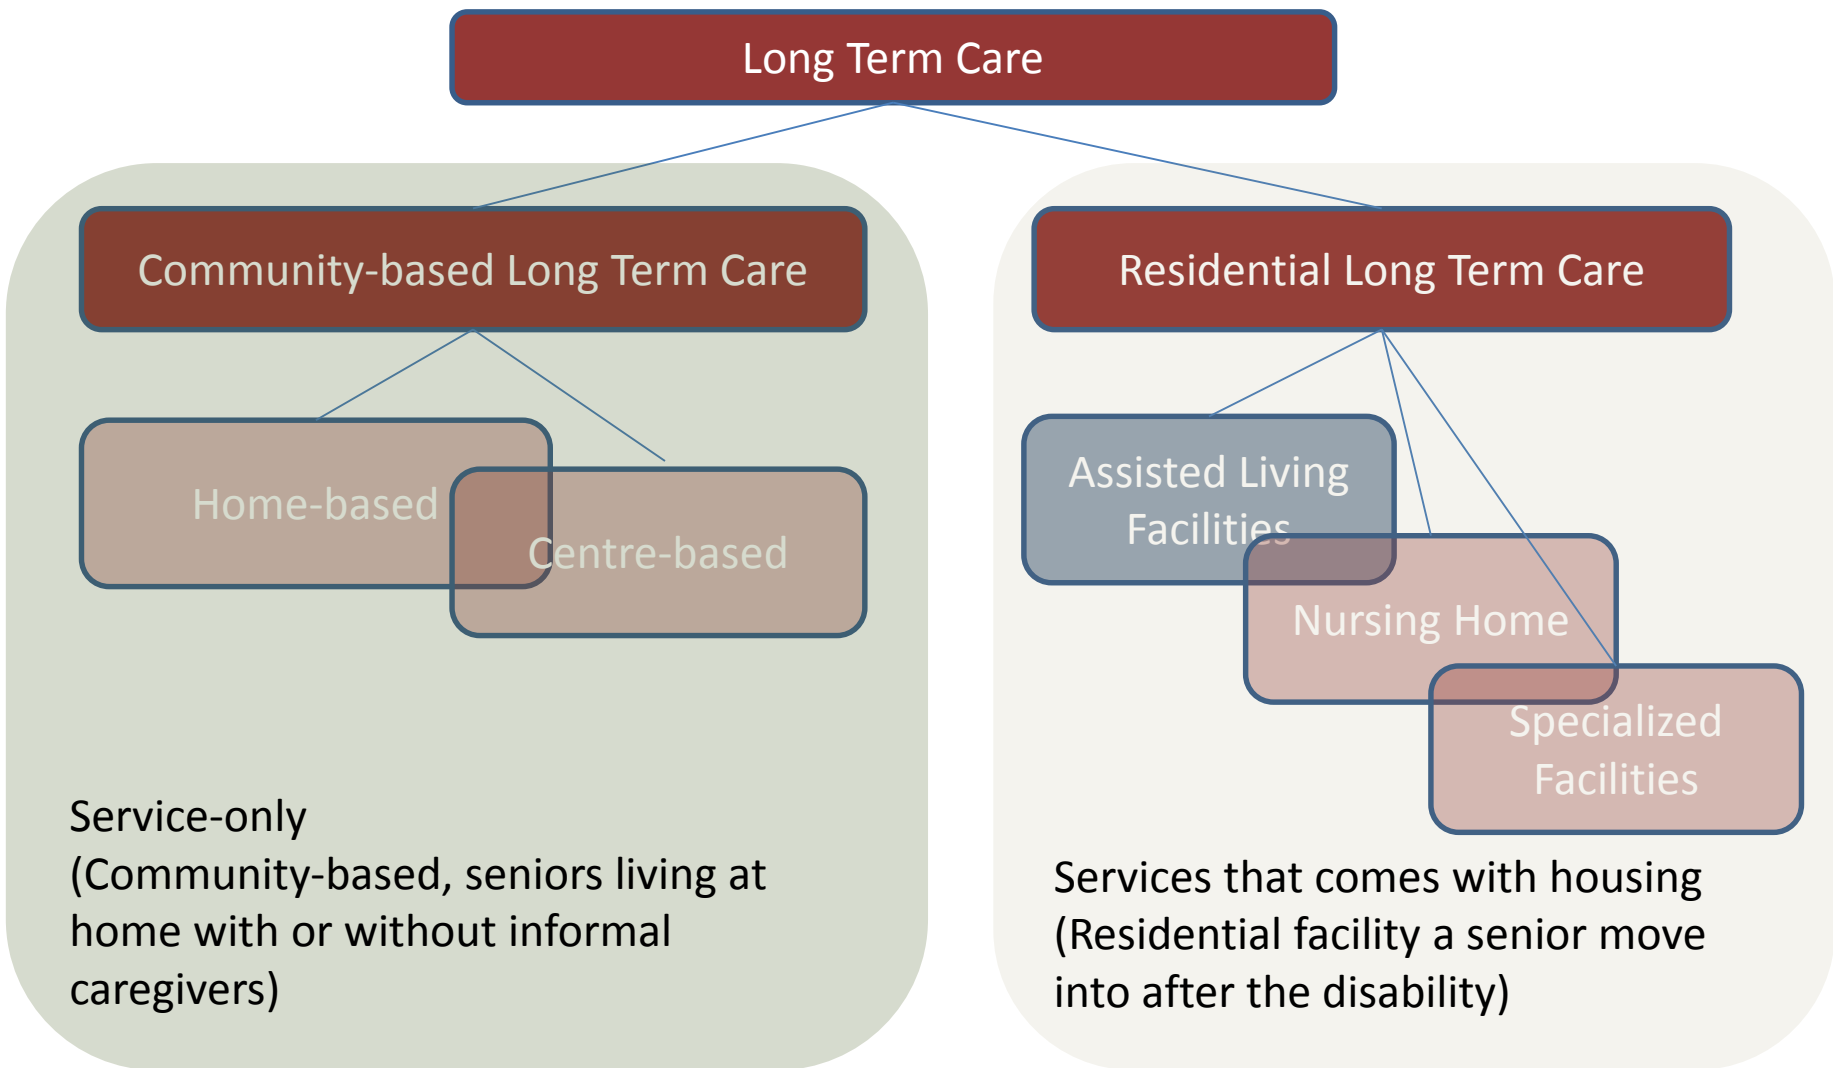 Long Term Care
Community-based Long Term Care
Home-based
Centre-based
Service-only
(Community-based, seniors living at
home with or without informal
caregivers)
Residential Long Term Care
Assisted Living
Facilities
Nursing Home
Specialized
Facilities
Services that comes with housing
(Residential facility a senior move
into after the disability)